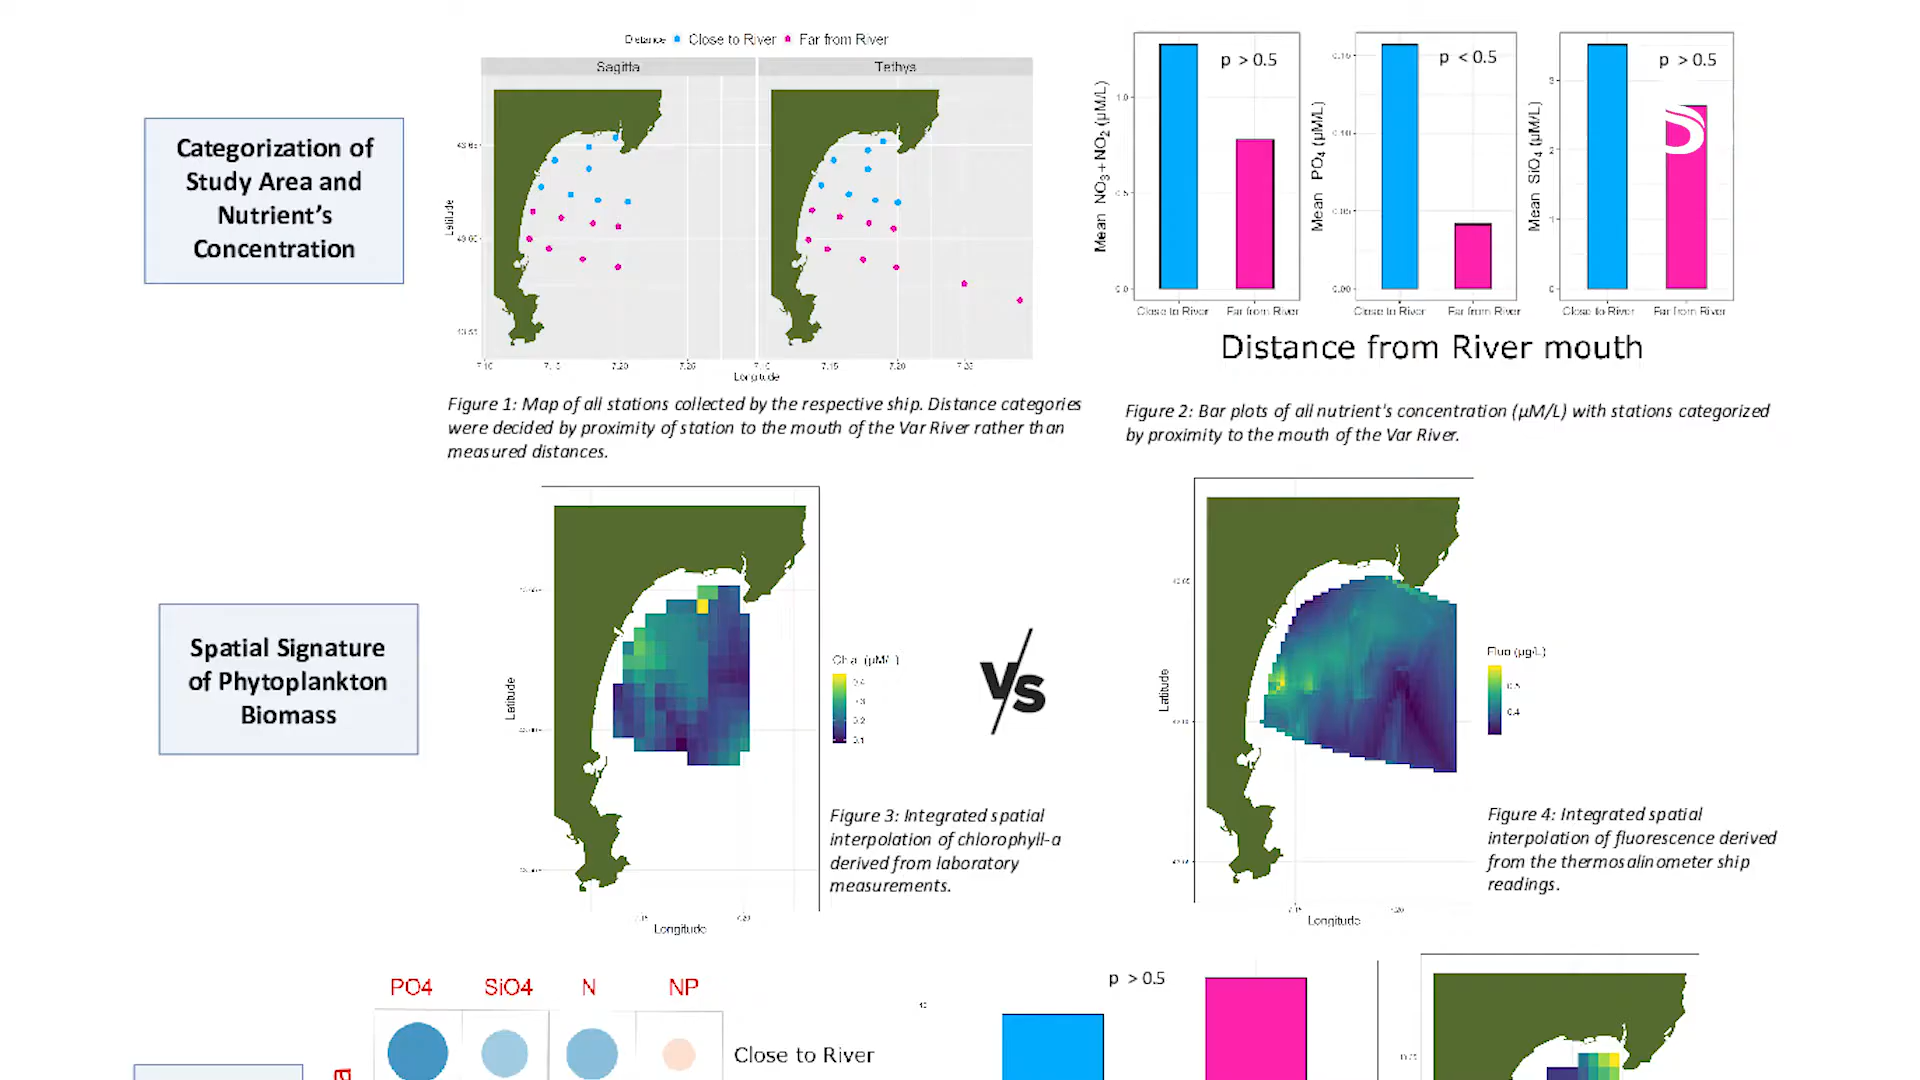 Distance Close to River Far from River
Sagitta
Tethys
Latitude
Longitude
7.15
7.20
Categorization of
Study Area and
Nutrient's
Concentration
p > 0.5
p < 0.5
p > 0.5
Mean NO3+NO2 (µM/L)
Mean PO4 (µM/L)
Mean SiO4 (µM/L)
Close to River Far from River
Close to River Far from River
Close to River Far from River
Distance from River mouth
Figure 1: Map of all stations collected by the respective ship. Distance categories
were decided by proximity of station to the mouth of the Var River rather than
measured distances.
Figure 2: Bar plots of all nutrient's concentration (µM/L) with stations categorized
by proximity to the mouth of the Var River.
Spatial Signature
of Phytoplankton
Biomass
Latitude
Longitude
VS
Latitude
Longitude
Fluo (µg/L)
Figure 3: Integrated spatial
interpolation of chlorophyll-a
derived from laboratory
measurements.
Figure 4: Integrated spatial
interpolation of fluorescence derived
from the thermosalinometer ship
readings.
PO4 SiO4 N NP
Close to River
p > 0.5